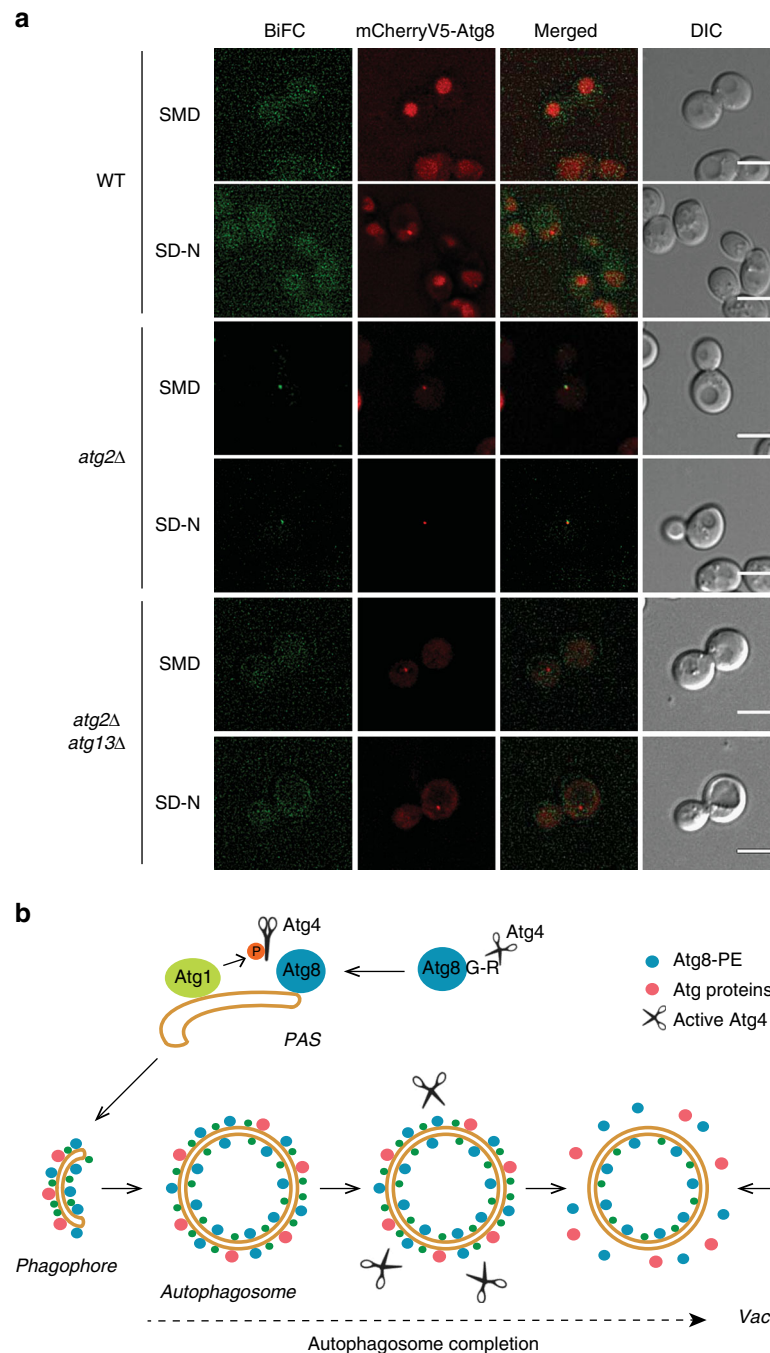 a
BiFC mCherryV5-Atg8 Merged DIC
WT
SMD
SD-N
atg2Δ
SMD
SD-N
atg2Δ
atg13Δ
SMD
SD-N
b
P
Atg4
Atg1
Atg8
PAS
Atg8 G-R
Atg4
Atg8-PE
Atg proteins
Active Atg4
Phagophore
Autophagosome
Vac
Autophagosome completion